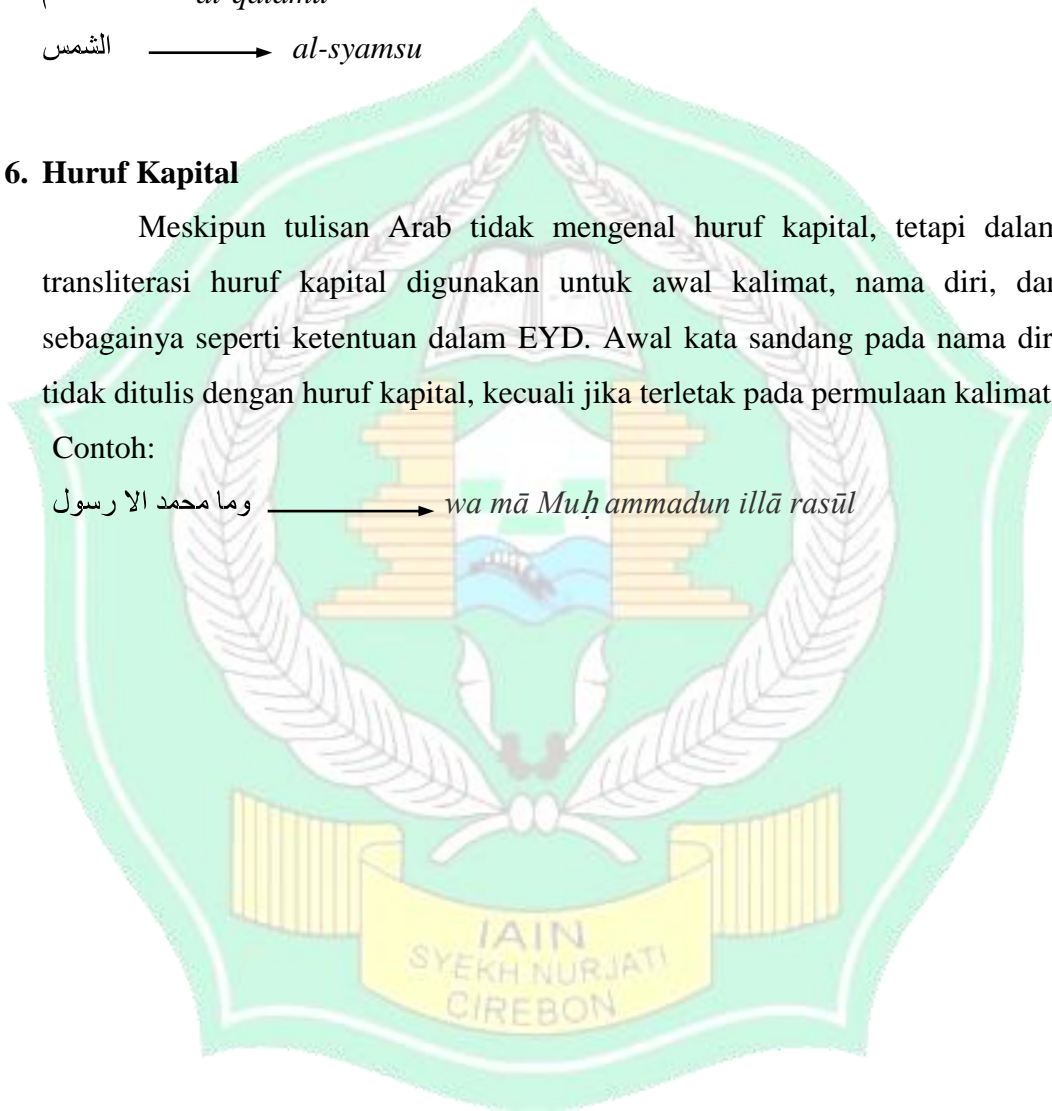 الشمس al-syamsu
6. Huruf Kapital
Meskipun tulisan Arab tidak mengenal huruf kapital, tetapi dalam
transliterasi huruf kapital digunakan untuk awal kalimat, nama diri, dan
sebagainya seperti ketentuan dalam EYD. Awal kata sandang pada nama dir
tidak ditulis dengan huruf kapital, kecuali jika terletak pada permulaan kalimat
Contoh:
وما محمد الا رسول wa mā Muḥ ammadun illā rasūl
IAIN
SYEKH NURJATI
CIREBON